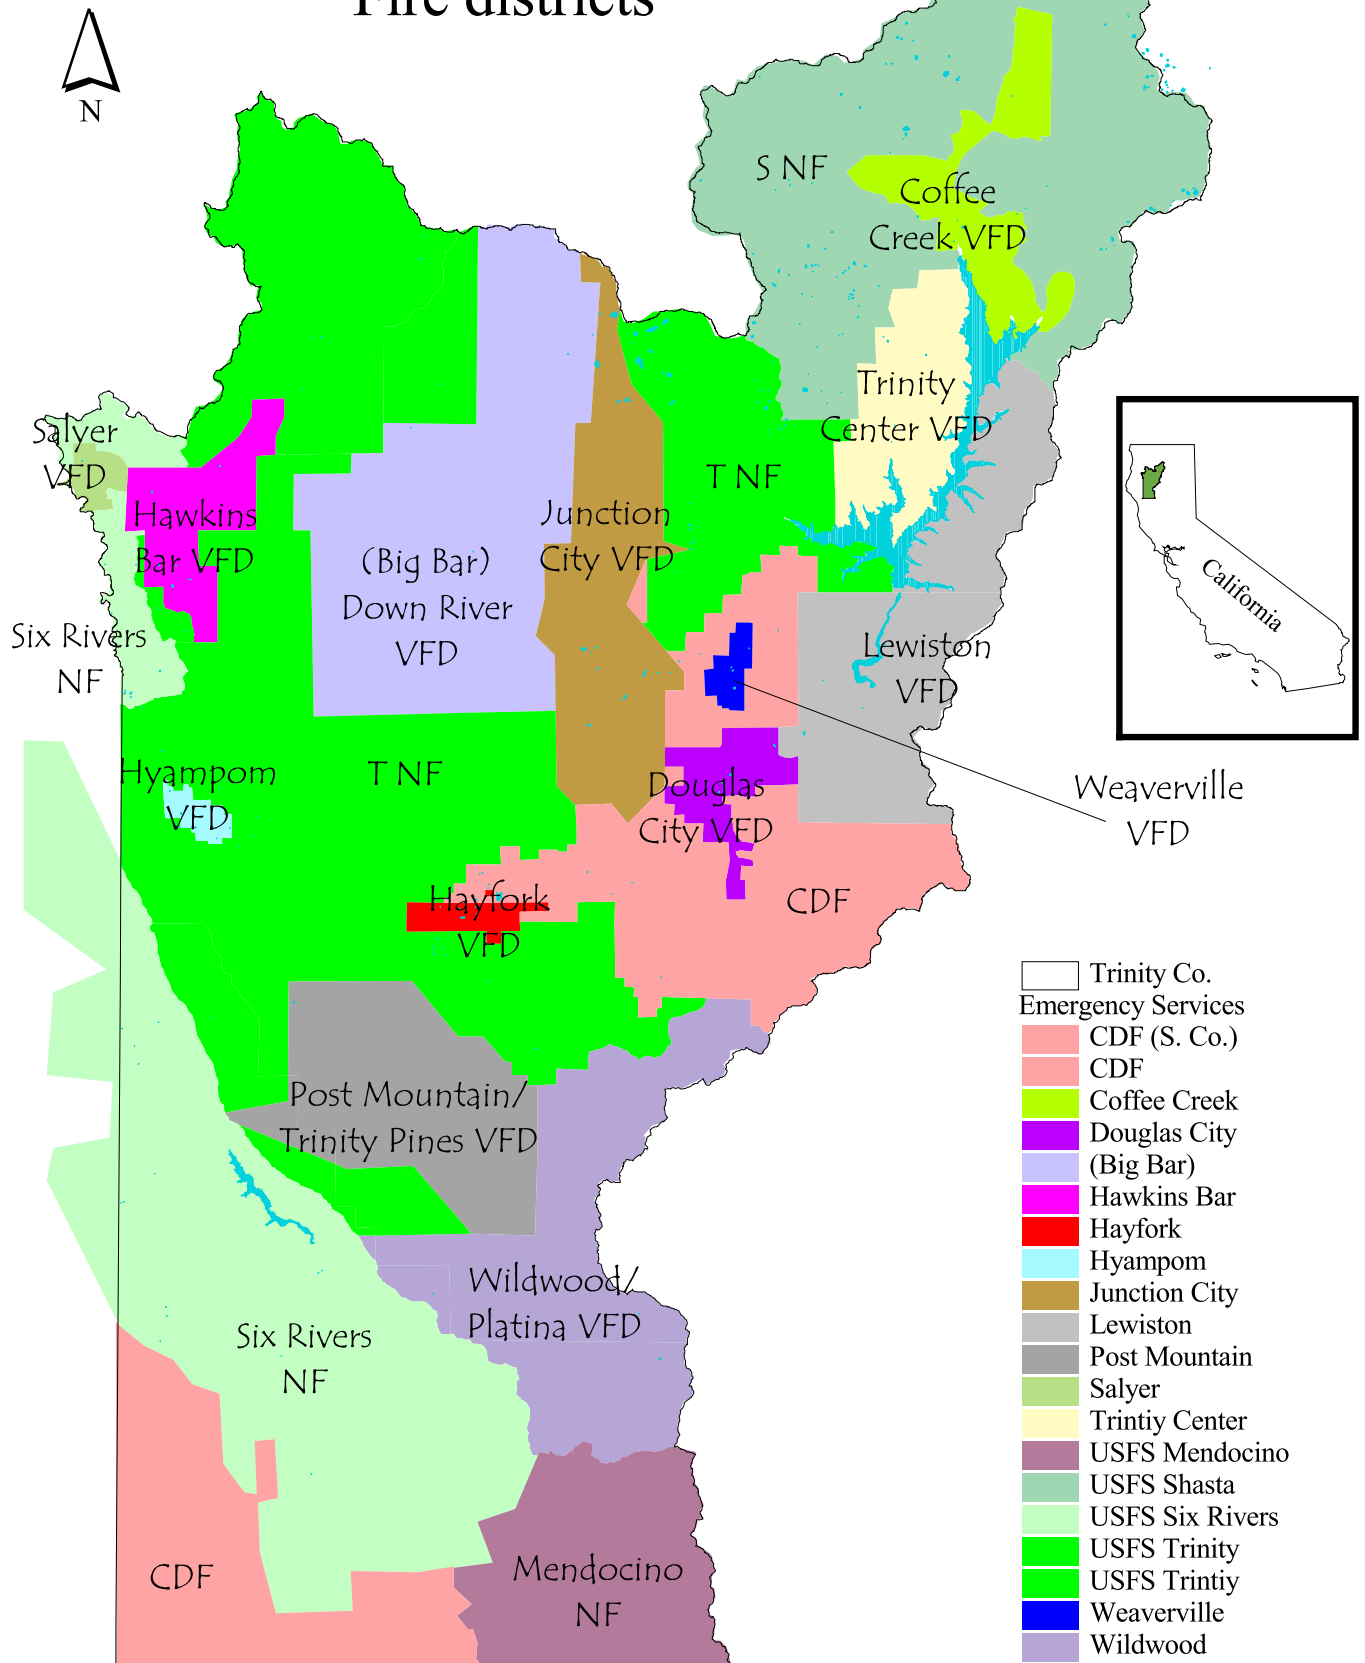 Fire districts
N
S NF
Coffee
Creek VFD
Trinity
Center VFD
Salyer
VFD
T NF
Hawkins
Bar VFD
Junction
City VFD
(Big Bar)
Down River
VFD
California
Six Rivers
NF
Lewiston
VFD
Hyampom
VFD
T NF
Douglas
City VFD
Weaverville
VFD
Hayfork
VFD
CDF
Post Mountain/
Trinity Pines VFD
Wildwood/
Platina VFD
Six Rivers
NF
CDF
Mendocino
NF
Trinity Co.
Emergency Services
CDF (S. Co.)
CDF
Coffee Creek
Douglas City
(Big Bar)
Hawkins Bar
Hayfork
Hyampom
Junction City
Lewiston
Post Mountain
Salyer
Trintiy Center
USFS Mendocino
USFS Shasta
USFS Six Rivers
USFS Trinity
USFS Trintiy
Weaverville
Wildwood